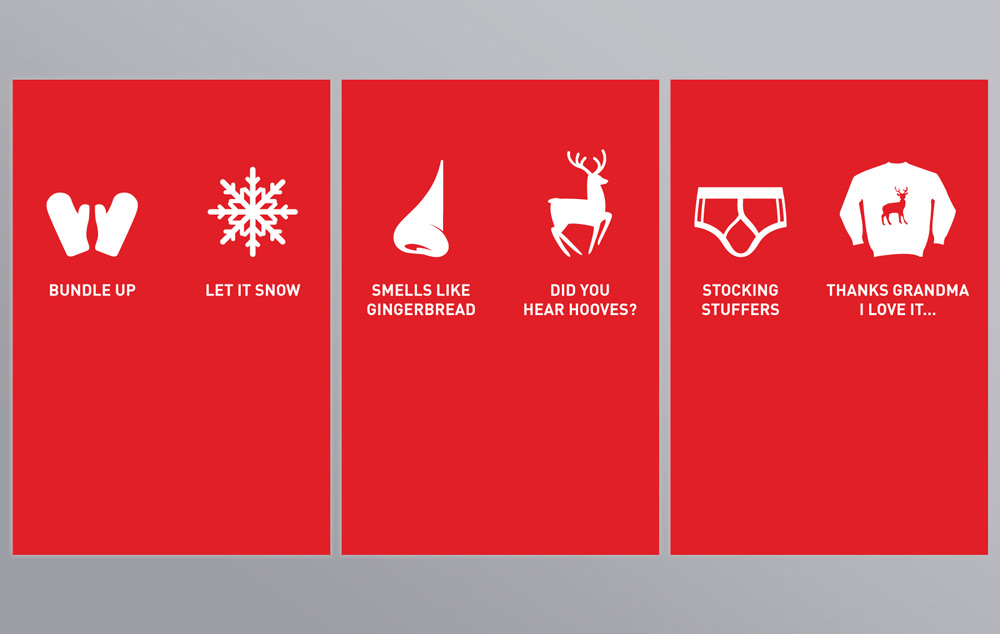 BUNDLE UP
LET IT SNOW
SMELLS LIKE
GINGERBREAD
DID YOU
HEAR HOOVES?
STOCKING
STUFFERS
THANKS GRANDMA
I LOVE IT...